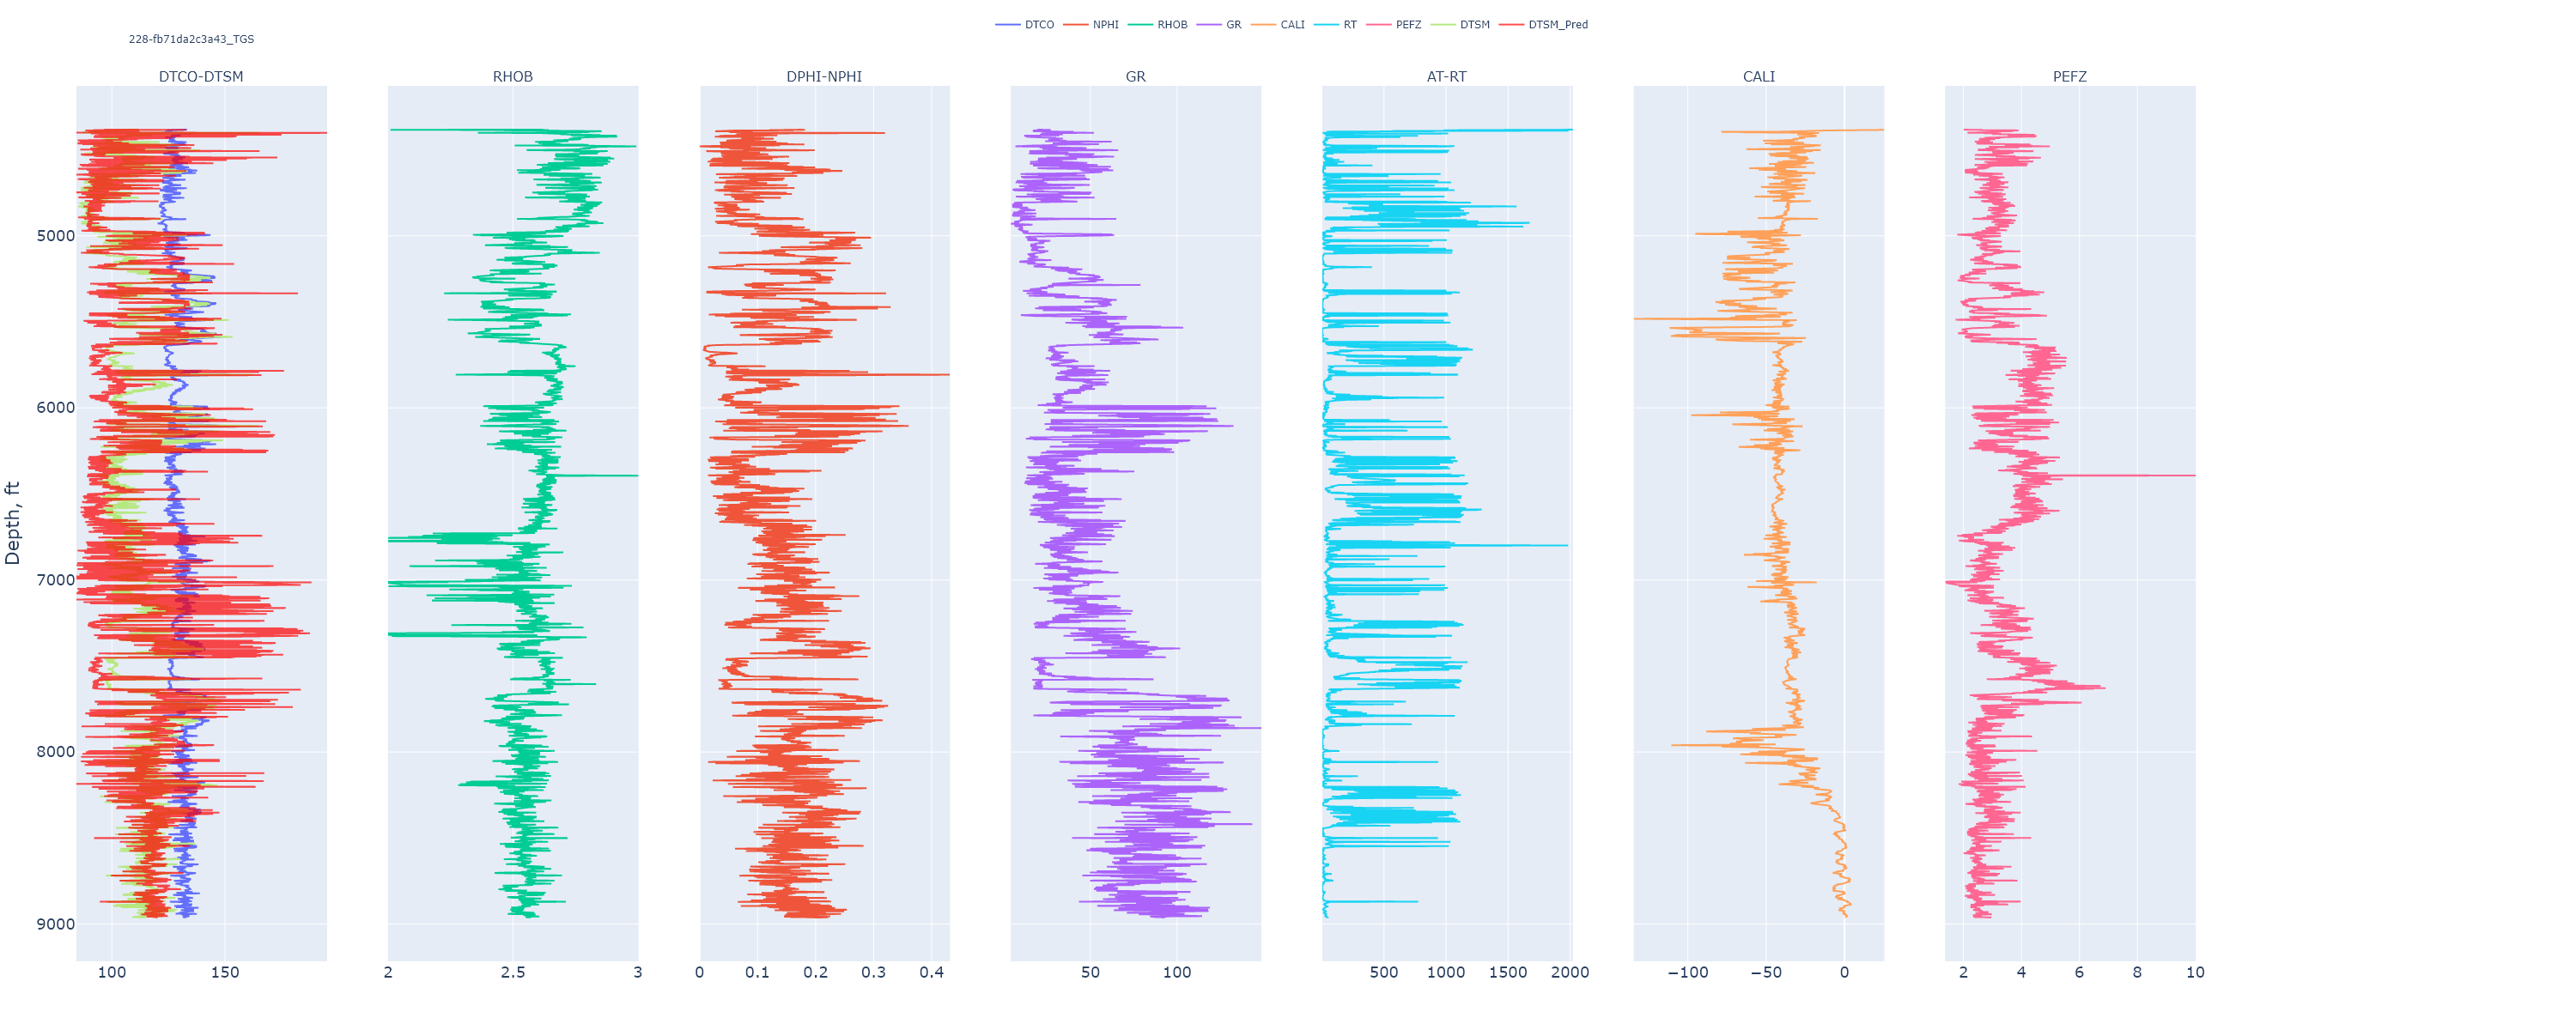 DTCO NPHI RHOB GR CALI RT PEFZ DTSM DTSM_Pred
228-fb71da2c3a43_TGS
DTCO-DTSM RHOB DPHI-NPHI GR AT-RT CALI PEFZ
5000
6000
Depth, ft
7000
8000
9000
100 150 2 2.5 3 0 0.1 0.2 0.3 0.4 50 100 500 1000 1500 2000 −100 −50 0 2 4 6 8 10